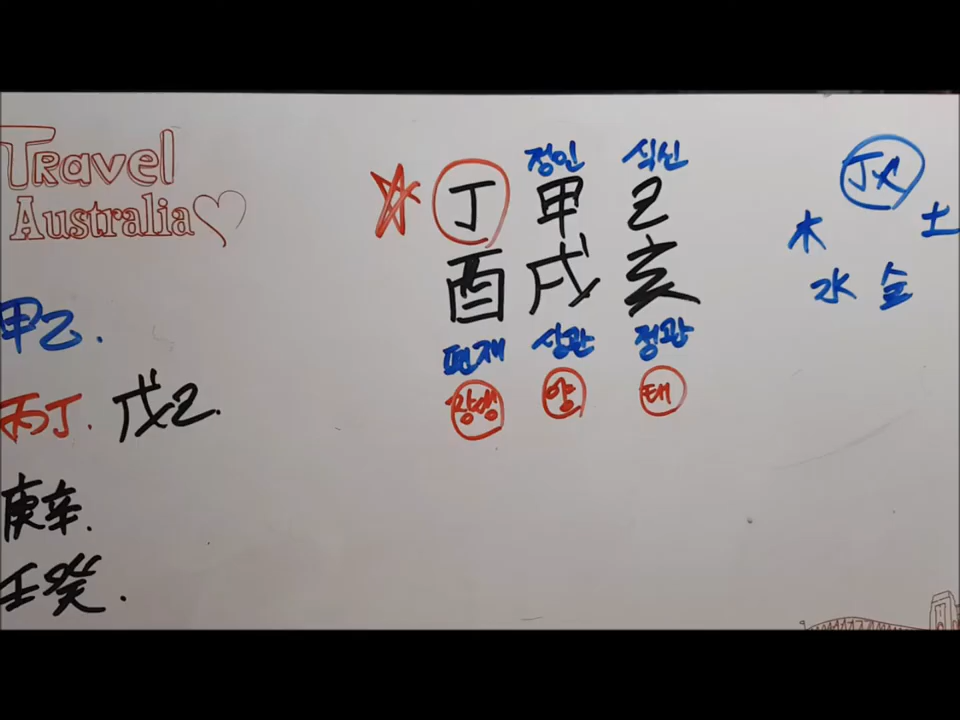 Travel
Australia
정인 식신
丁 甲 己
酉 戌 亥
편재 상관 정관
장생 양 태
丁火
木 土
水 金
甲乙.
丙丁. 戊己.
庚辛.
壬癸.